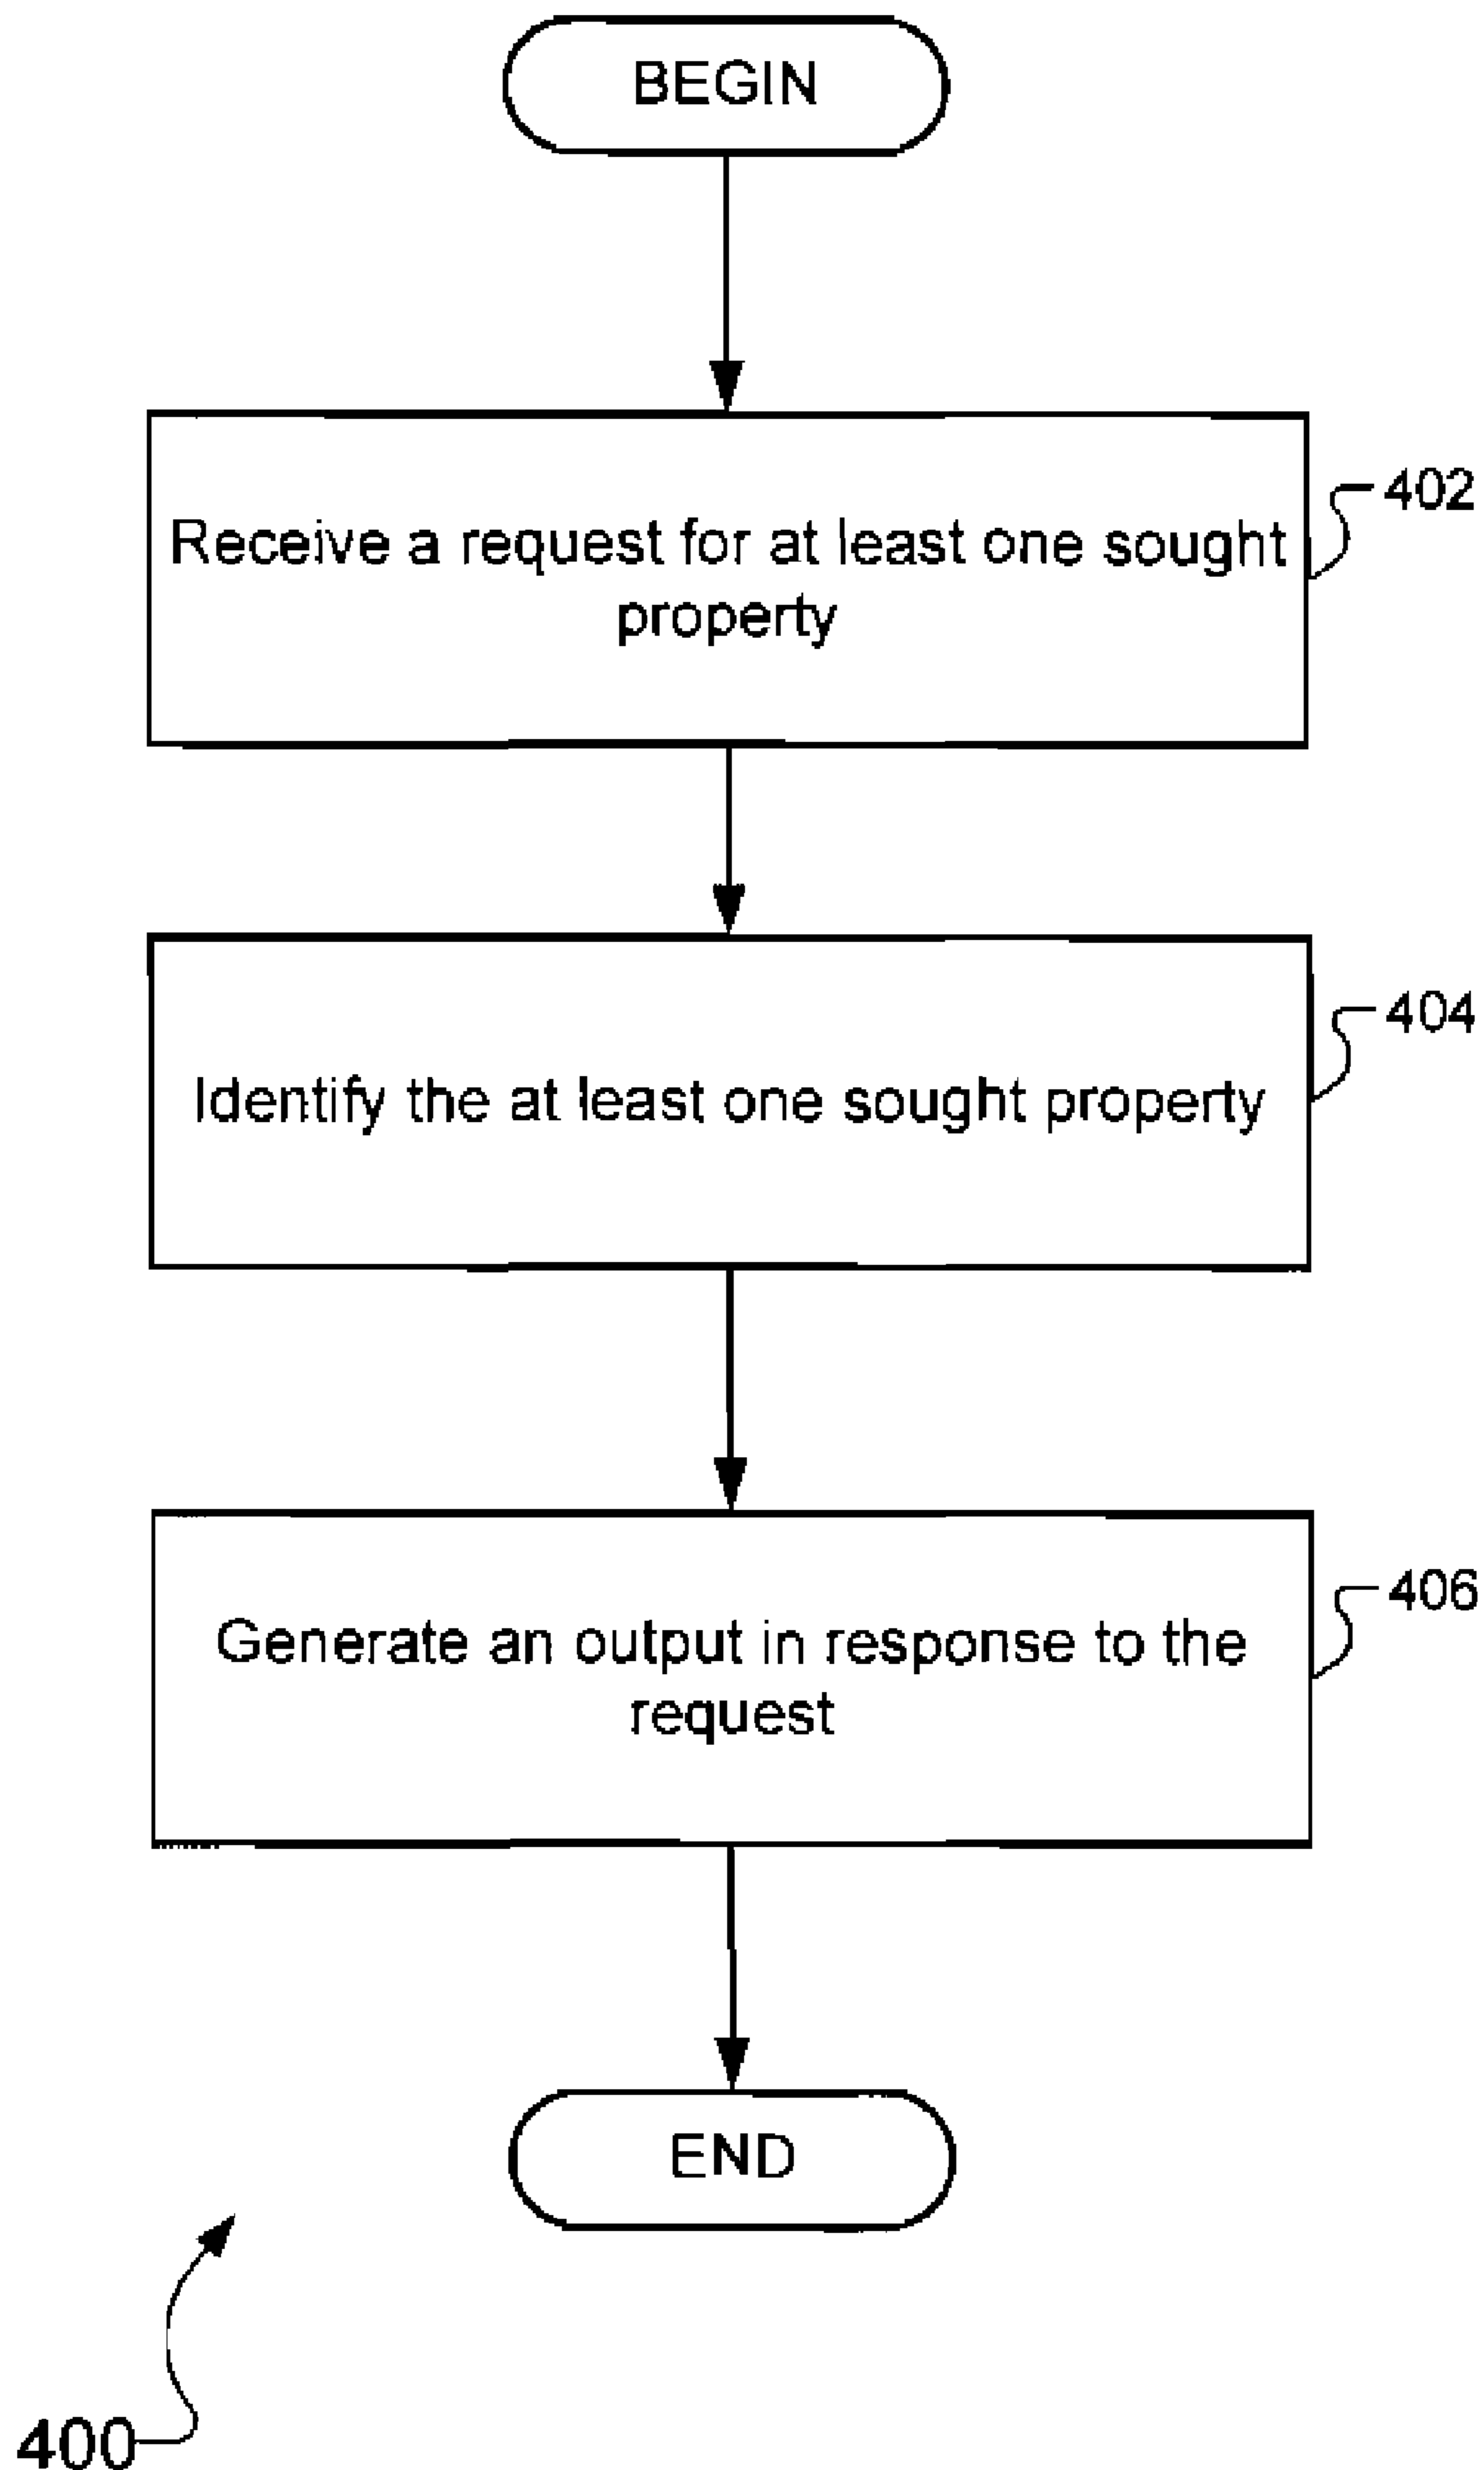 BEGIN
Receive a request for at least one sought
property
402
Identify the at least one sought property
404
Generate an output in response to the
request
406
END
400